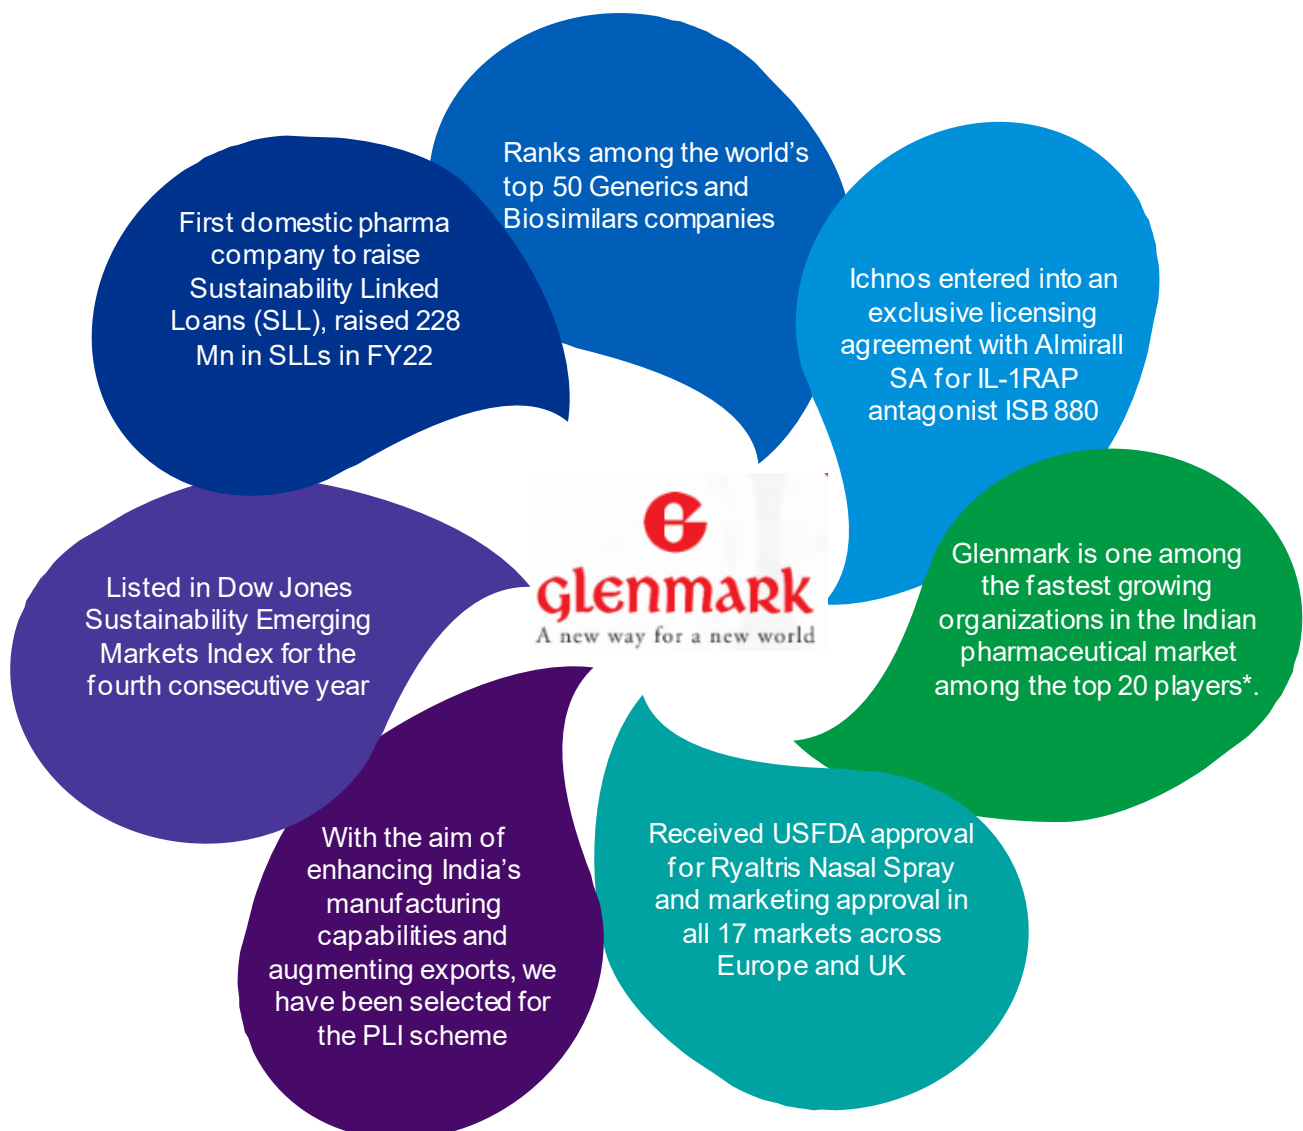 Ranks among the world's
top 50 Generics and
Biosimilars companies
Ichnos entered into an
exclusive licensing
agreement with Almirall
SA for IL-1RAP
antagonist ISB 880
Glenmark is one among
the fastest growing
organizations in the Indian
pharmaceutical market
among the top 20 players*.
Received USFDA approval
for Ryaltris Nasal Spray
and marketing approval in
all 17 markets across
Europe and UK
With the aim of
enhancing India's
manufacturing
capabilities and
augmenting exports, we
have been selected for
the PLI scheme
Listed in Dow Jones
Sustainability Emerging
Markets Index for the
fourth consecutive year
First domestic pharma
company to raise
Sustainability Linked
Loans (SLL), raised 228
Mn in SLLs in FY22
G
glenmark
A new way for a new world